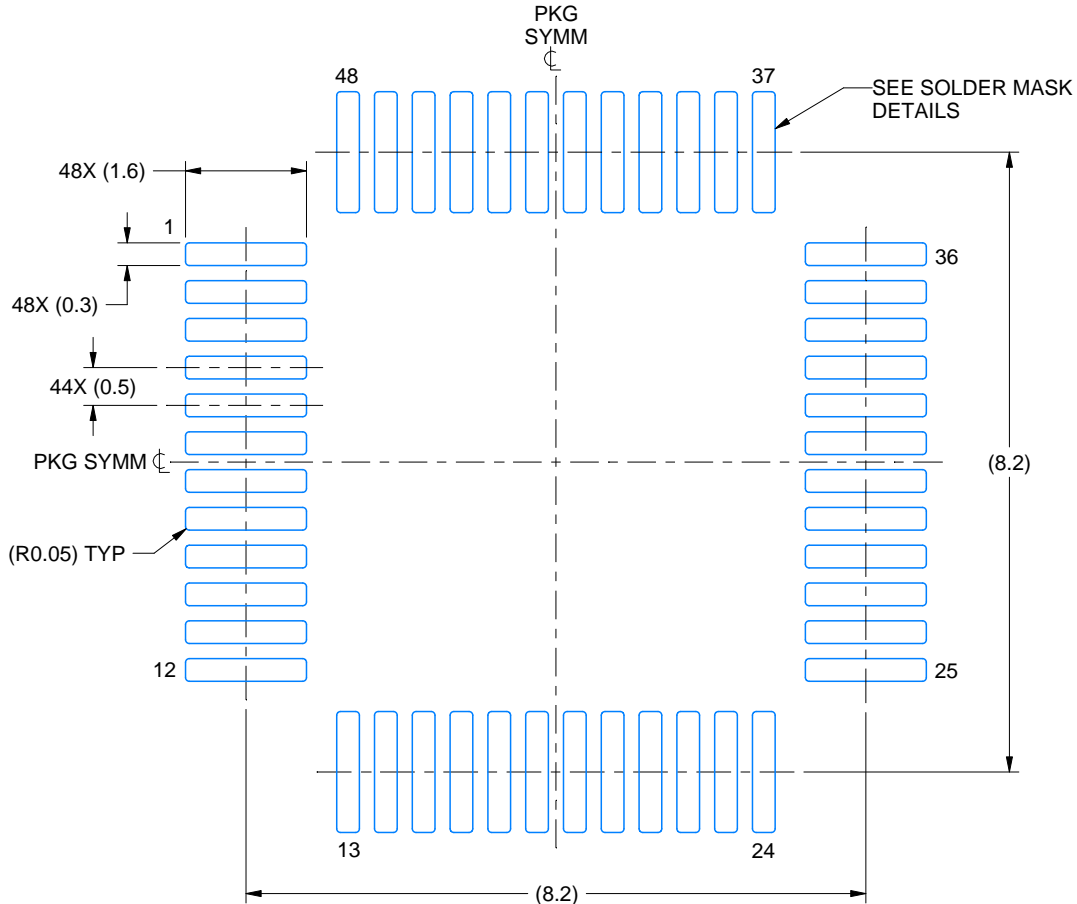 PKG
SYMM
℄
48
37
SEE SOLDER MASK
DETAILS
48X (1.6)
1
36
48X (0.3)
44X (0.5)
PKG SYMM ℄
(8.2)
(R0.05) TYP
12
25
13
24
(8.2)